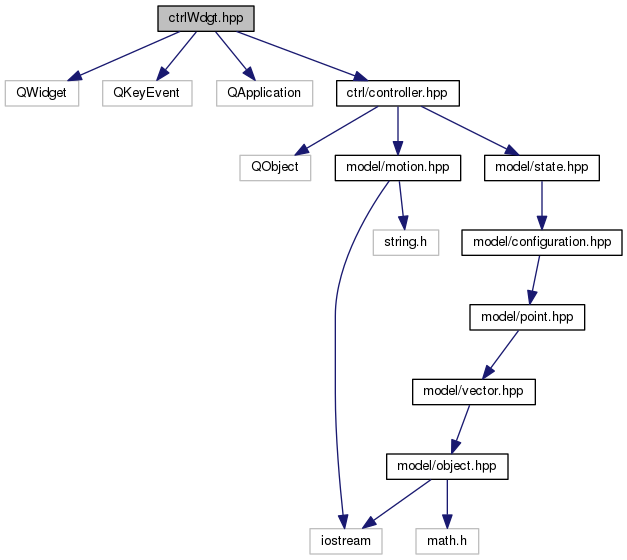 ctrlWdgt.hpp
QWidget
QKeyEvent
QApplication
ctrl/controller.hpp
QObject
model/motion.hpp
model/state.hpp
string.h
model/configuration.hpp
model/point.hpp
model/vector.hpp
model/object.hpp
iostream
math.h